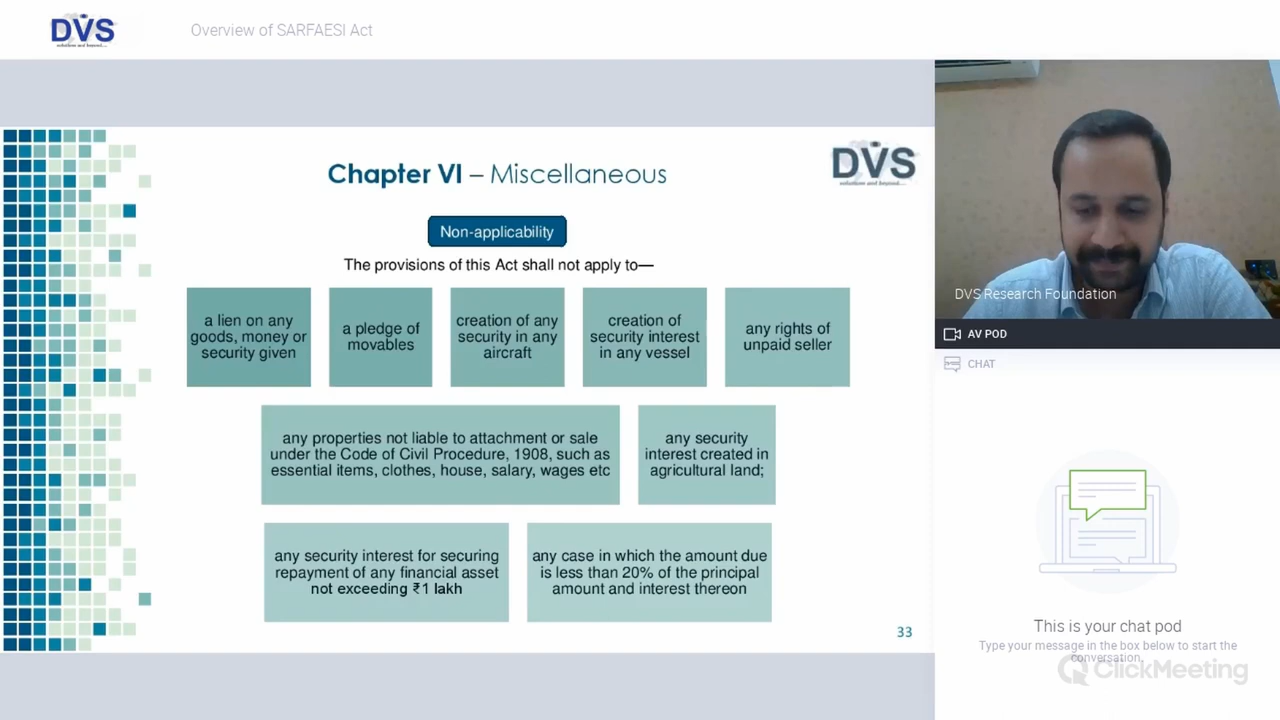 DVS
solutions and beyond....
Overview of SARFAESI Act
Chapter VI – Miscellaneous
DVS
solutions and beyond....
Non-applicability
The provisions of this Act shall not apply to—
a lien on any
goods, money or
security given
a pledge of
movables
creation of any
security in any
aircraft
creation of
security interest
in any vessel
any rights of
unpaid seller
any properties not liable to attachment or sale
under the Code of Civil Procedure, 1908, such as
essential items, clothes, house, salary, wages etc
any security
interest created in
agricultural land;
any security interest for securing
repayment of any financial asset
not exceeding ₹1 lakh
any case in which the amount due
is less than 20% of the principal
amount and interest thereon
33
DVS Research Foundation
AV POD
CHAT
This is your chat pod
Type your message in the box below to start the
conversation.
ClickMeeting